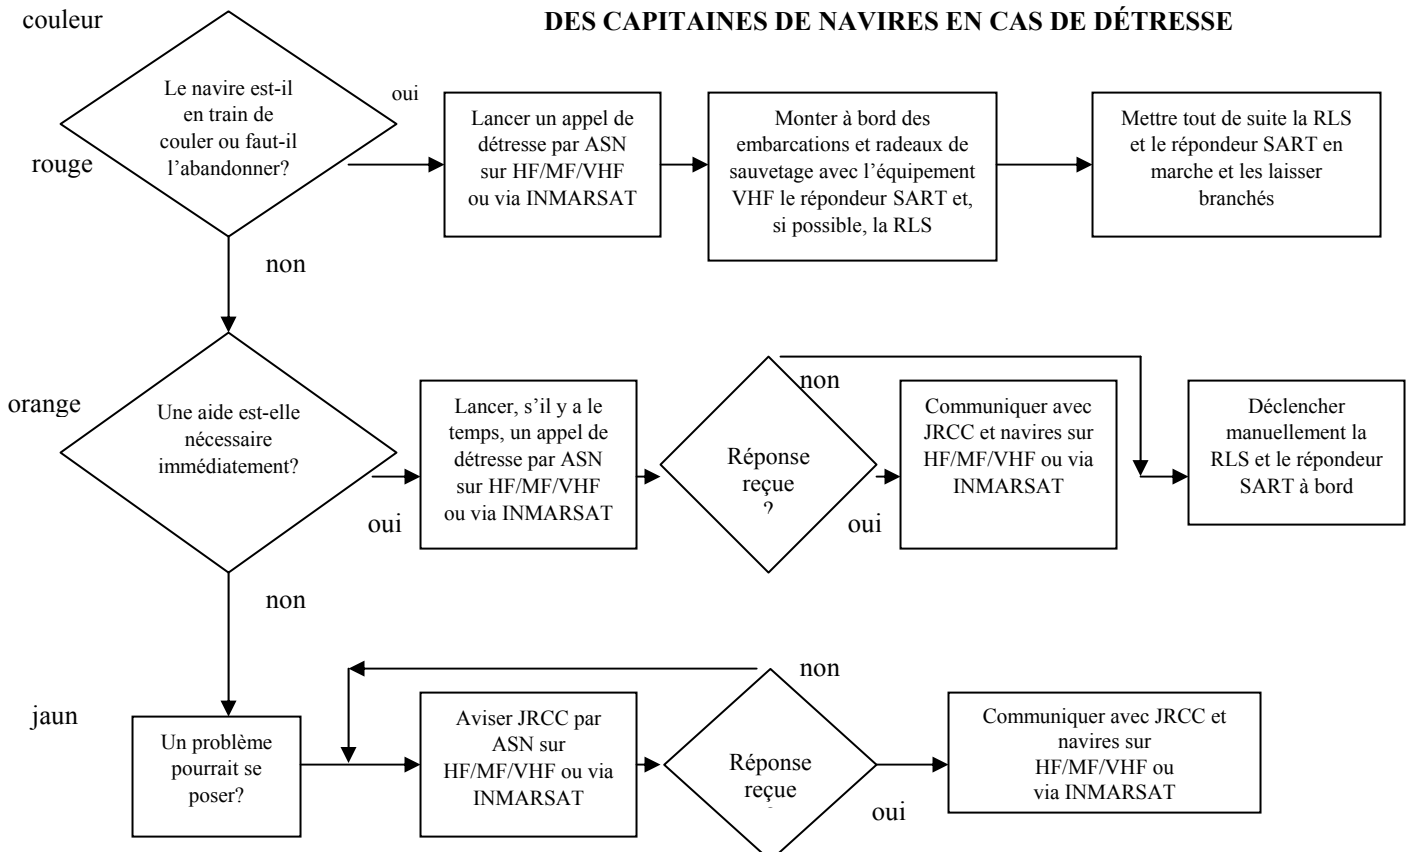 couleur
DES CAPITAINES DE NAVIRES EN CAS DE DÉTRESSE
Le navire est-il
en train de
couler ou faut-il
l’abandonner?
rouge
oui
Lancer un appel de
détresse par ASN
sur HF/MF/VHF
ou via INMARSAT
Monter à bord des
embarcations et radeaux de
sauvetage avec l’équipement
VHF le répondeur SART et,
si possible, la RLS
Mettre tout de suite la RLS
et le répondeur SART en
marche et les laisser
branchés
non
orange
Une aide est-elle
nécessaire
immédiatement?
oui
Lancer, s’il y a le
temps, un appel de
détresse par ASN
sur HF/MF/VHF
ou via INMARSAT
Réponse
reçue
?
non
oui
Communiquer avec
JRCC et navires sur
HF/MF/VHF ou via
INMARSAT
Déclencher
manuellement la
RLS et le répondeur
SART à bord
non
jaun
Un problème
pourrait se
poser?
Aviser JRCC par
ASN sur
HF/MF/VHF ou via
INMARSAT
Réponse
reçue
non
oui
Communiquer avec JRCC et
navires sur
HF/MF/VHF ou
via INMARSAT